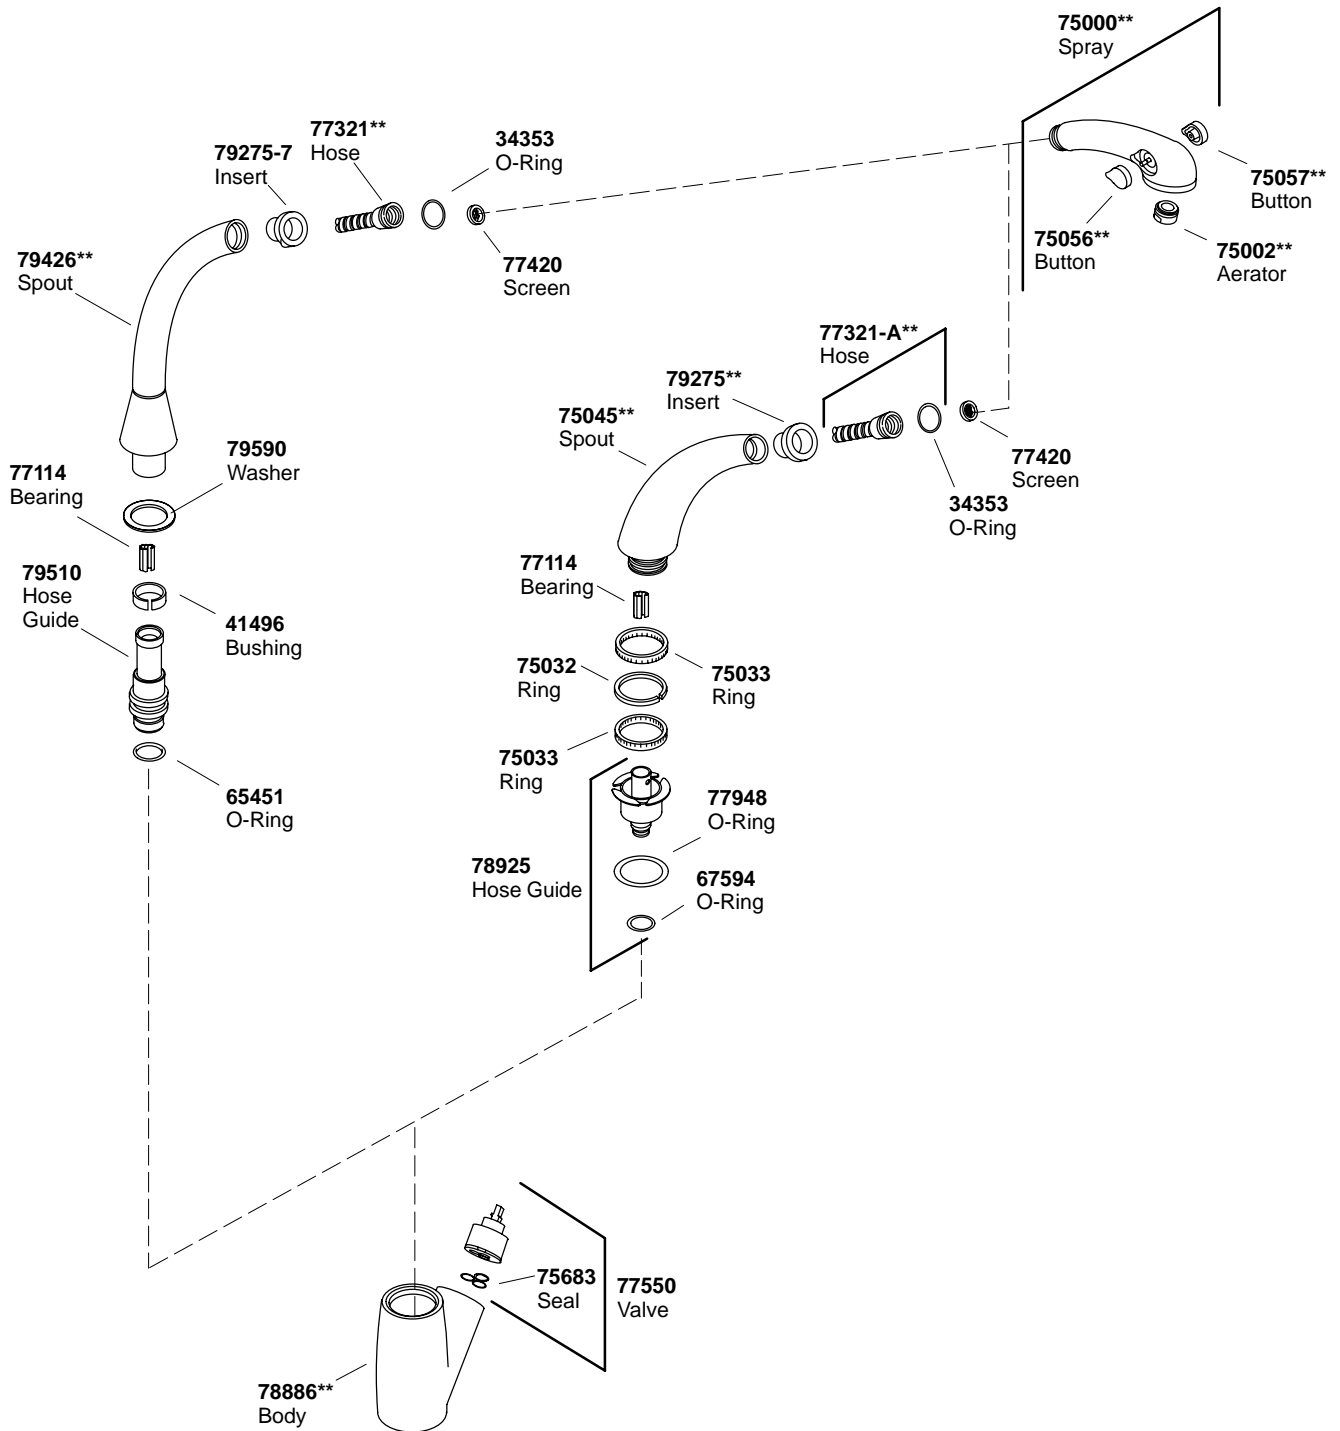 75000**
Spray
77321**
Hose
34353
O-Ring
79275-7
Insert
75057**
Button
75056**
Button
75002**
Aerator
79426**
Spout
77420
Screen
77321-A**
Hose
79275**
Insert
75045**
Spout
79590
Washer
77114
Bearing
77420
Screen
34353
O-Ring
77114
Bearing
79510
Hose
Guide
41496
Bushing
75032
Ring
75033
Ring
75033
Ring
65451
O-Ring
77948
O-Ring
78925
Hose Guide
67594
O-Ring
75683
Seal
77550
Valve
78886**
Body